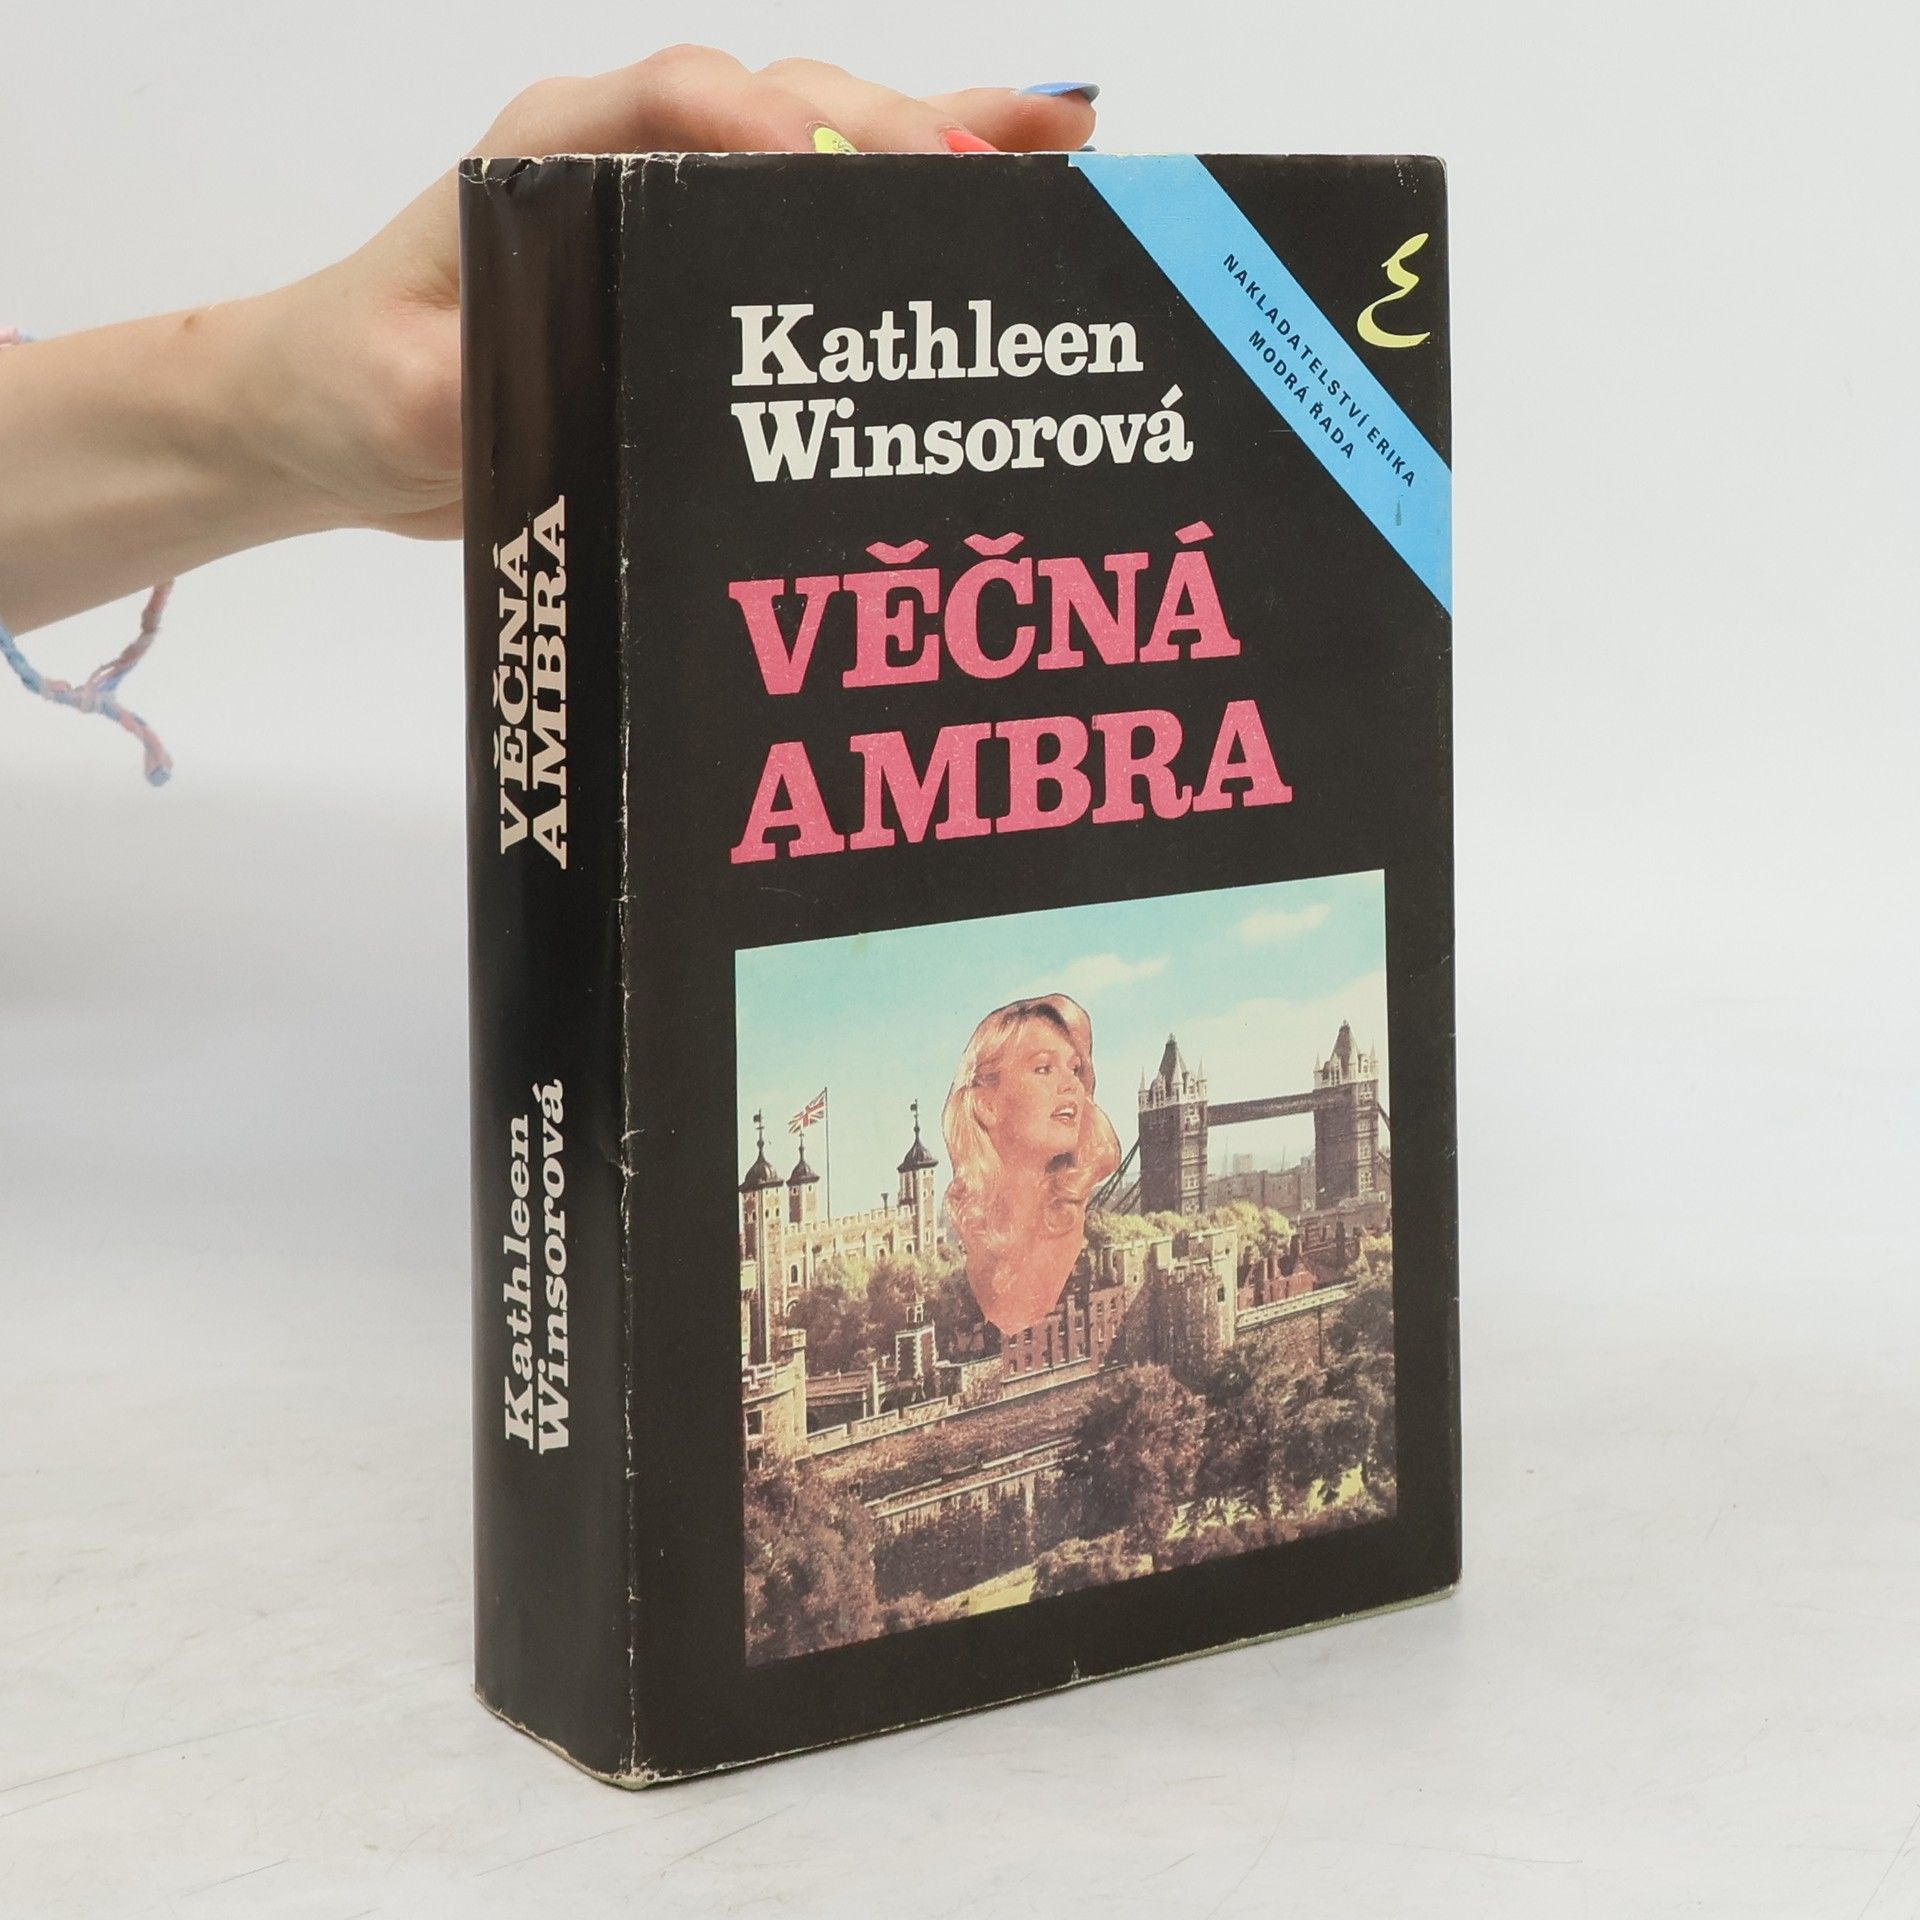 Kathleen
Winsorová
VĚČNÁ
AMBRA
NAKLADATELSTVÍ ERIKA
MODRÁ ŘADA
VĚČNÁ
AMBRA
Kathleen
Winsorová